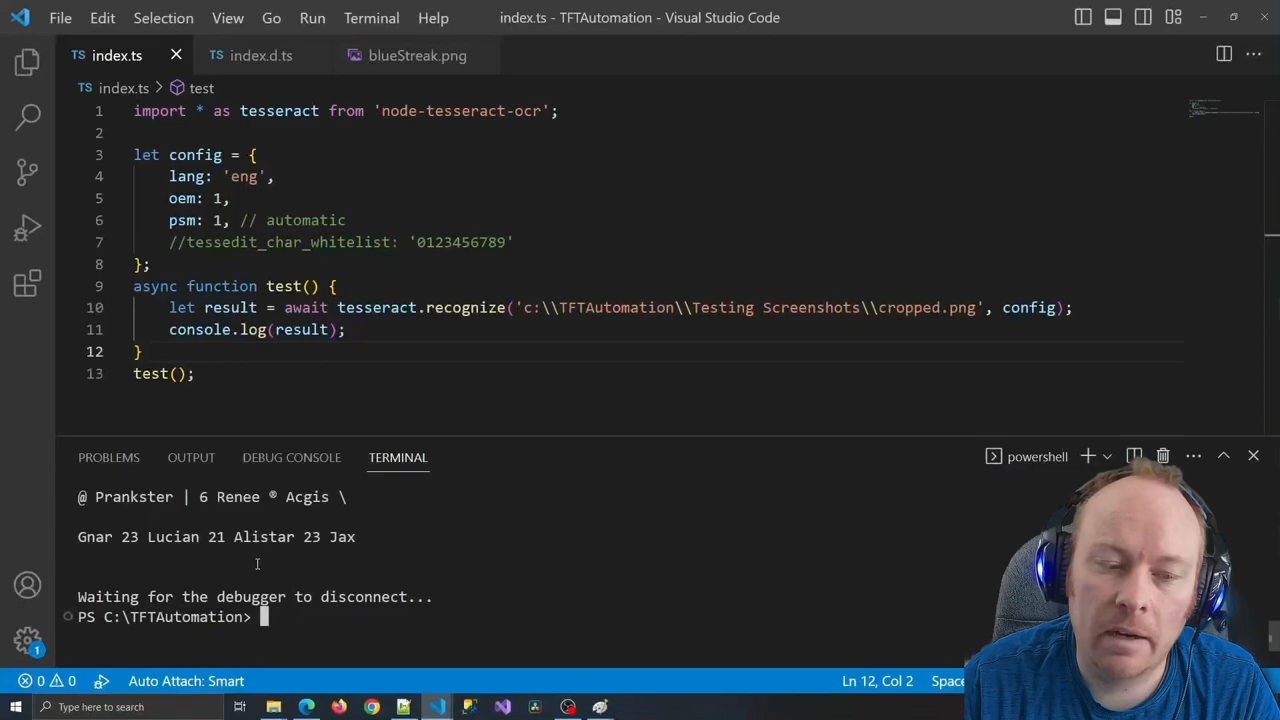 File Edit Selection View Go Run Terminal Help index.ts - TFTAutomation - Visual Studio Code
TS index.ts TS index.d.ts blueStreak.png
TS index.ts test
1 import * as tesseract from 'node-tesseract-ocr';
2
3 let config = {
4 lang: 'eng',
5 oem: 1,
6 psm: 1, // automatic
7 //tessedit_char_whitelist: '0123456789'
8 };
9 async function test() {
10 let result = await tesseract.recognize('c:\\TFTAutomation\\Testing Screenshots\\cropped.png', config);
11 console.log(result);
12 }
13 test();
PROBLEMS OUTPUT DEBUG CONSOLE TERMINAL powershell
@ Prankster | 6 Renee ® Acgis \
Gnar 23 Lucian 21 Alistar 23 Jax
Waiting for the debugger to disconnect...
PS C:\TFTAutomation>
1
0 0 Auto Attach: Smart Ln 12, Col 2
Type here to search